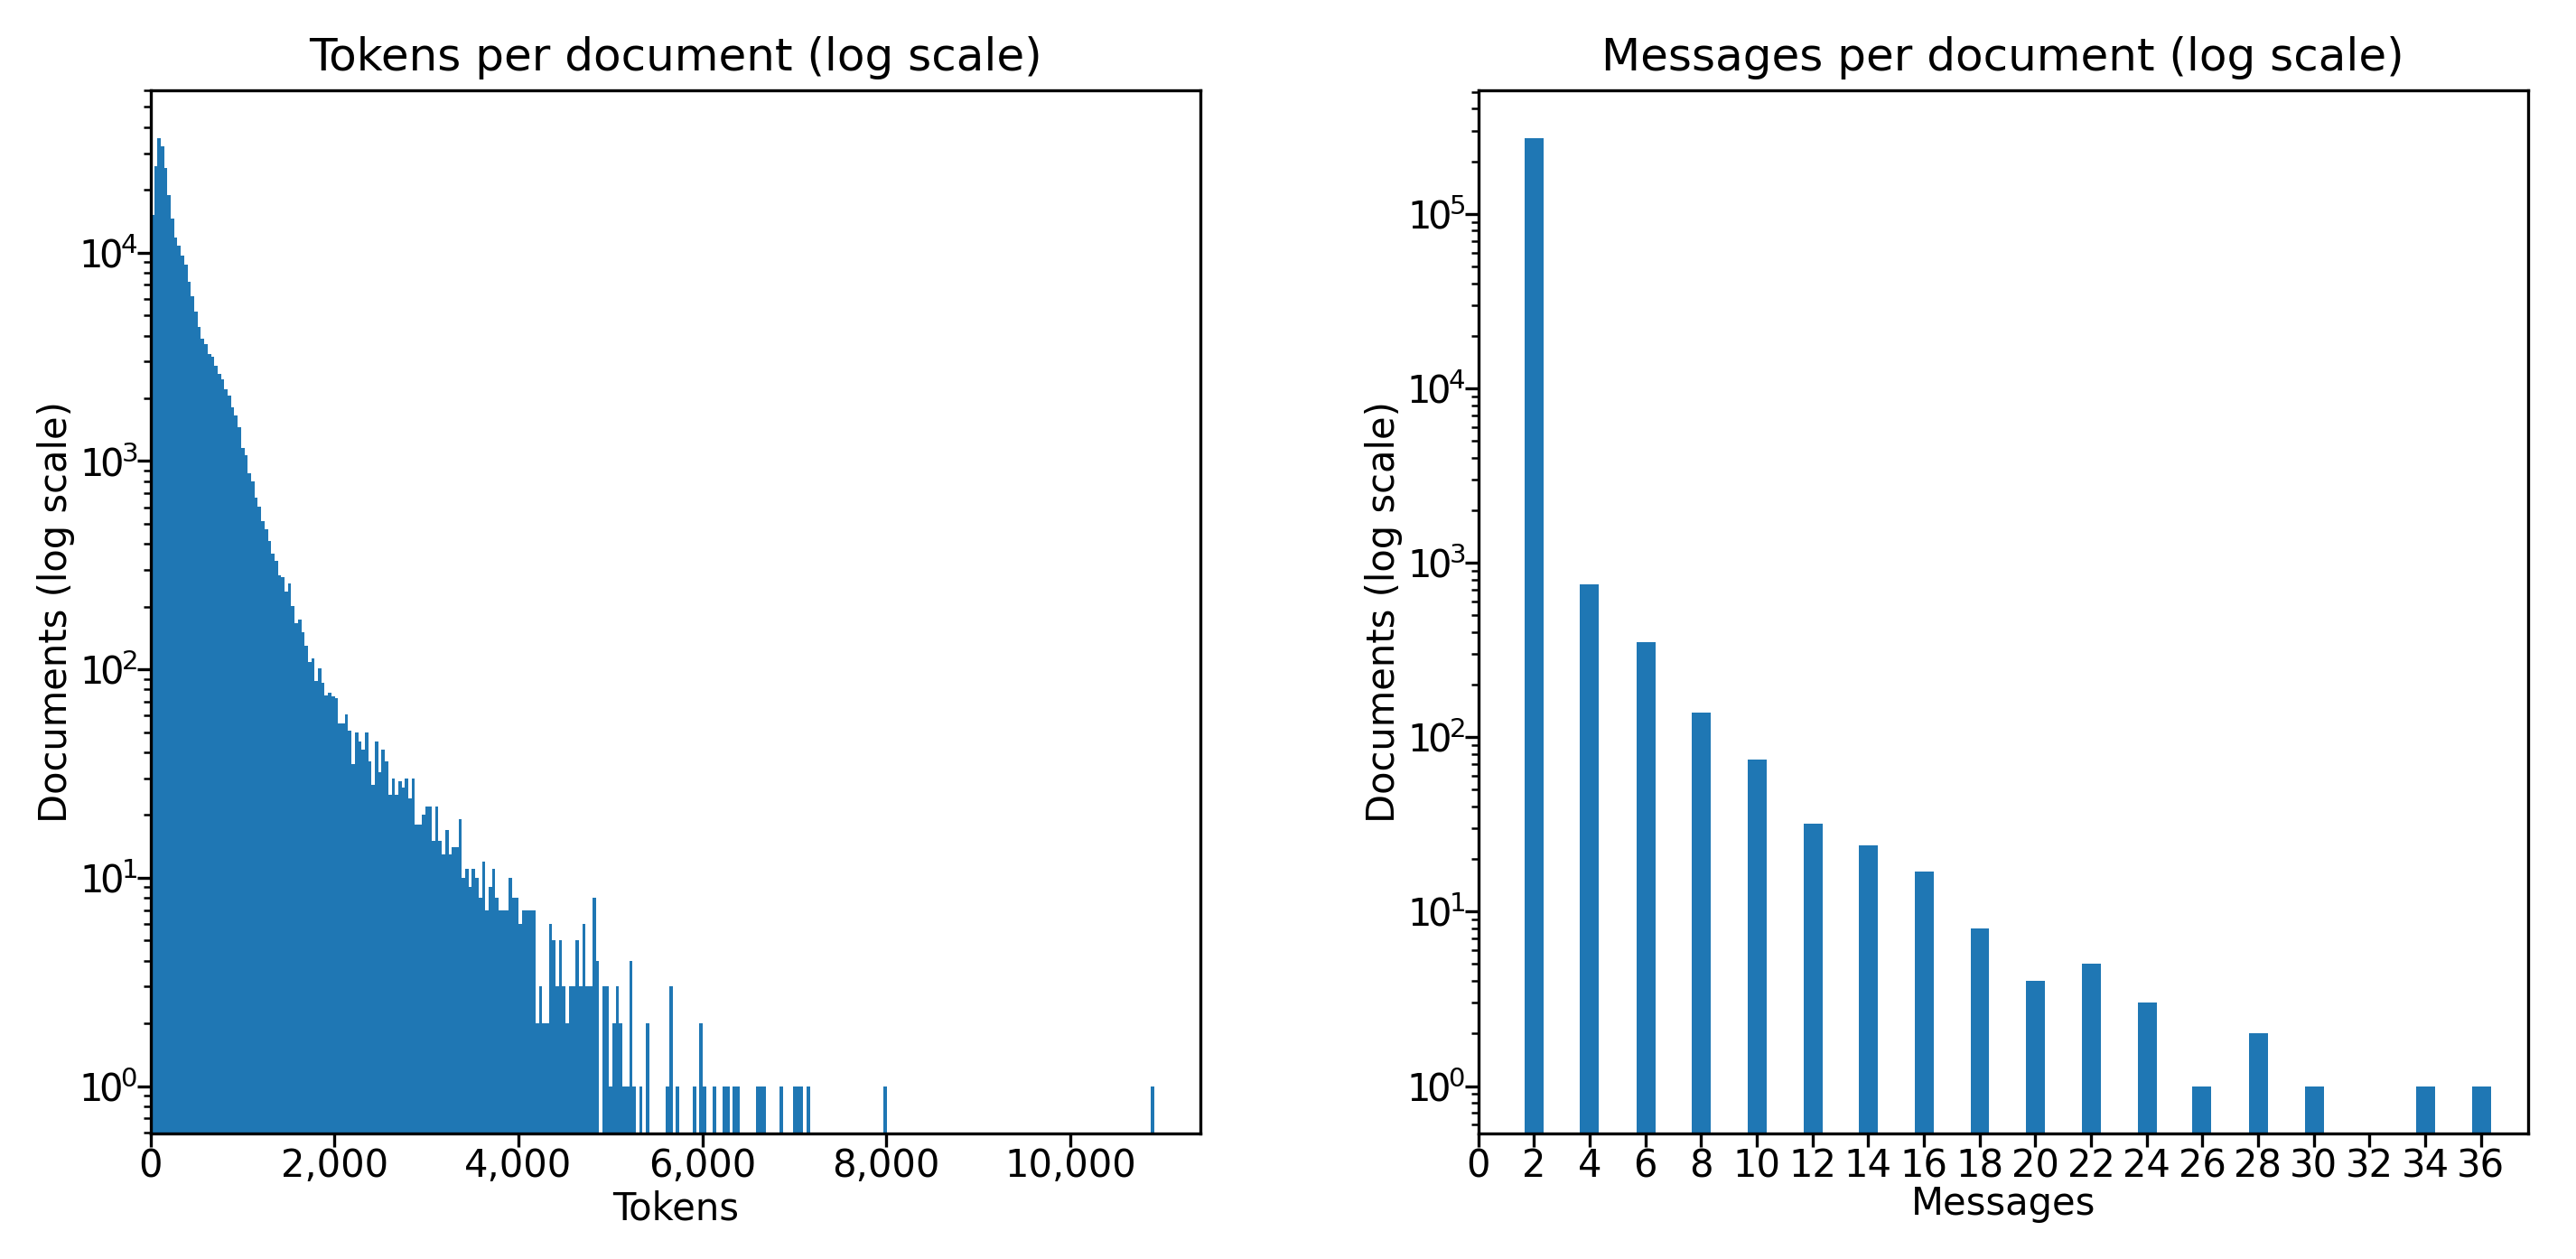 Tokens per document (log scale)
Documents (log scale)
10⁴
10³
10²
10¹
10⁰
0 2,000 4,000 6,000 8,000 10,000
Tokens
Messages per document (log scale)
Documents (log scale)
10⁵
10⁴
10³
10²
10¹
10⁰
0 2 4 6 8 10 12 14 16 18 20 22 24 26 28 30 32 34 36
Messages